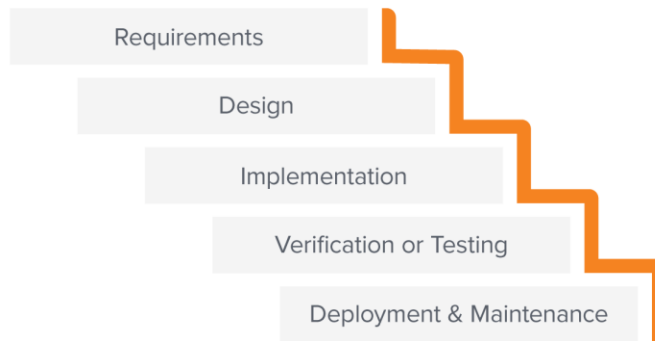 Requirements
Design
Implementation
Verification or Testing
Deployment & Maintenance